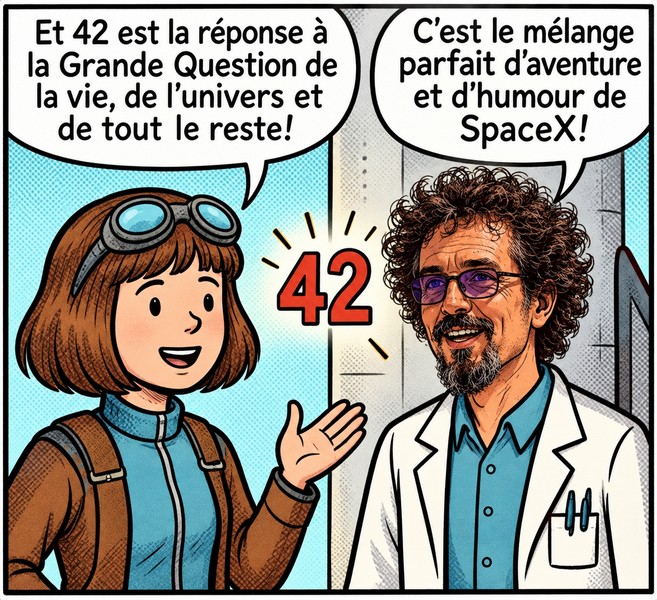 Et 42 est la réponse à
la Grande Question de
la vie, de l'univers et
de tout le reste!
C'est le mélange
parfait d'aventure
et d'humour de
SpaceX!
42